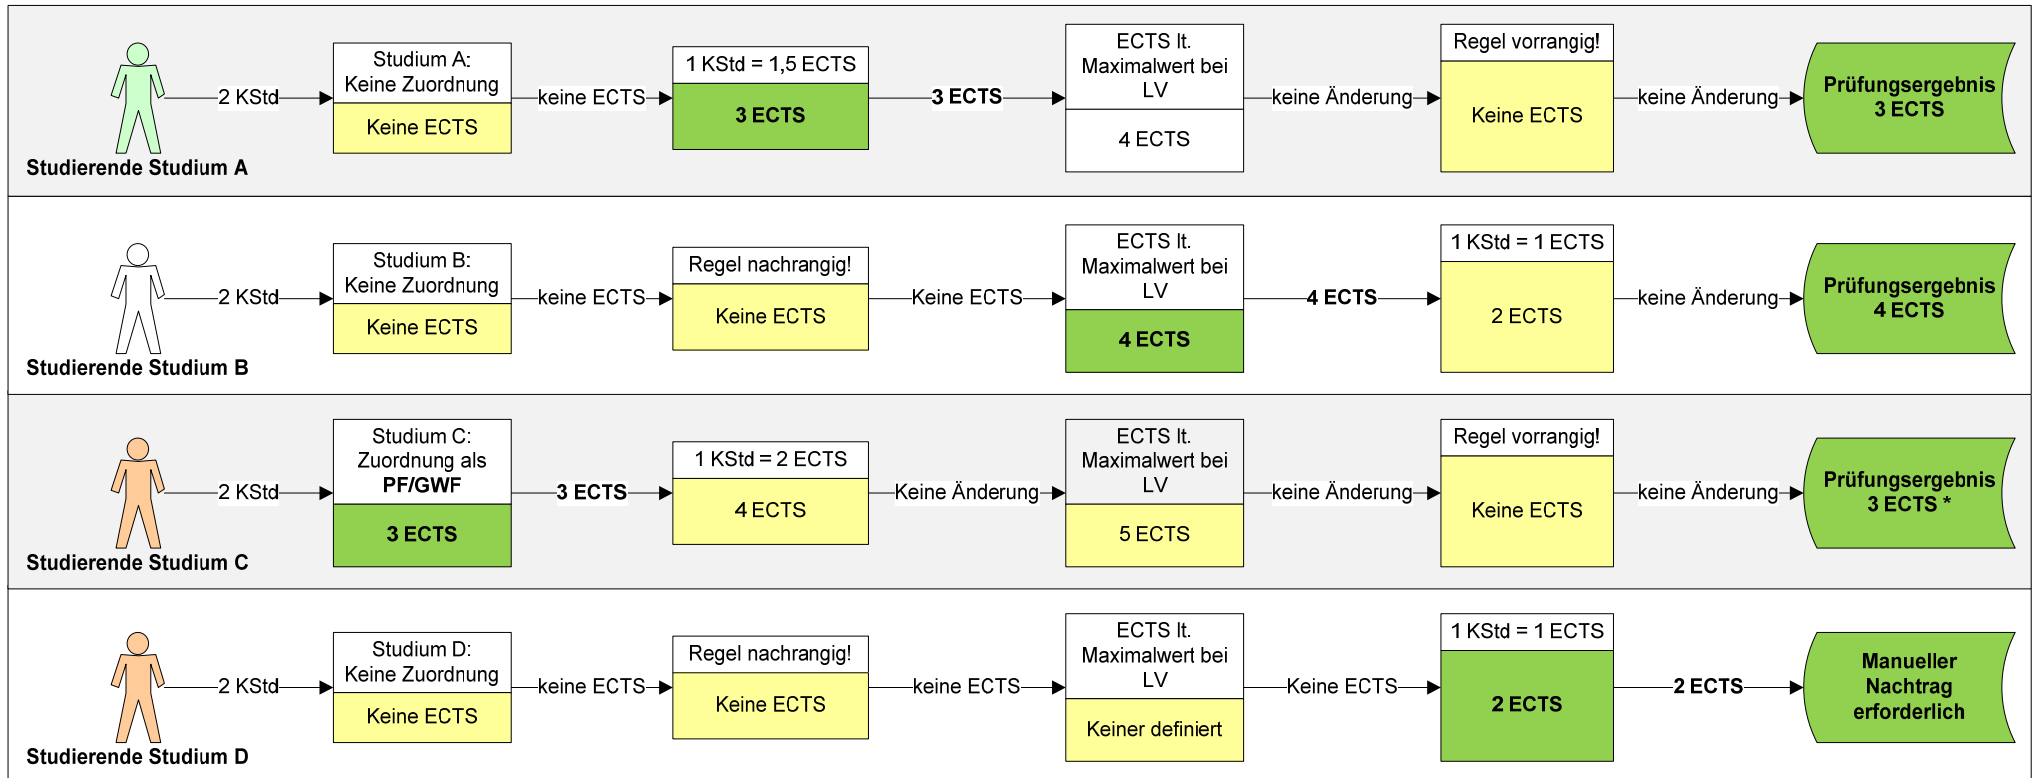 2 KStd
Studium A:
Keine Zuordnung
Keine ECTS
keine ECTS
1 KStd = 1,5 ECTS
3 ECTS
3 ECTS
ECTS lt.
Maximalwert bei
LV
4 ECTS
keine Änderung
Regel vorrangig!
Keine ECTS
keine Änderung
Prüfungsergebnis
3 ECTS
Studierende Studium A
2 KStd
Studium B:
Keine Zuordnung
Keine ECTS
keine ECTS
Regel nachrangig!
Keine ECTS
Keine ECTS
ECTS lt.
Maximalwert bei
LV
4 ECTS
4 ECTS
1 KStd = 1 ECTS
2 ECTS
keine Änderung
Prüfungsergebnis
4 ECTS
Studierende Studium B
2 KStd
Studium C:
Zuordnung als
PF/GWF
3 ECTS
3 ECTS
1 KStd = 2 ECTS
4 ECTS
Keine Änderung
ECTS lt.
Maximalwert bei
LV
5 ECTS
keine Änderung
Regel vorrangig!
Keine ECTS
keine Änderung
Prüfungsergebnis
3 ECTS *
Studierende Studium C
2 KStd
Studium D:
Keine Zuordnung
Keine ECTS
keine ECTS
Regel nachrangig!
Keine ECTS
keine ECTS
ECTS lt.
Maximalwert bei
LV
Keiner definiert
Keine ECTS
1 KStd = 1 ECTS
2 ECTS
2 ECTS
Manueller
Nachtrag
erforderlich
Studierende Studium D